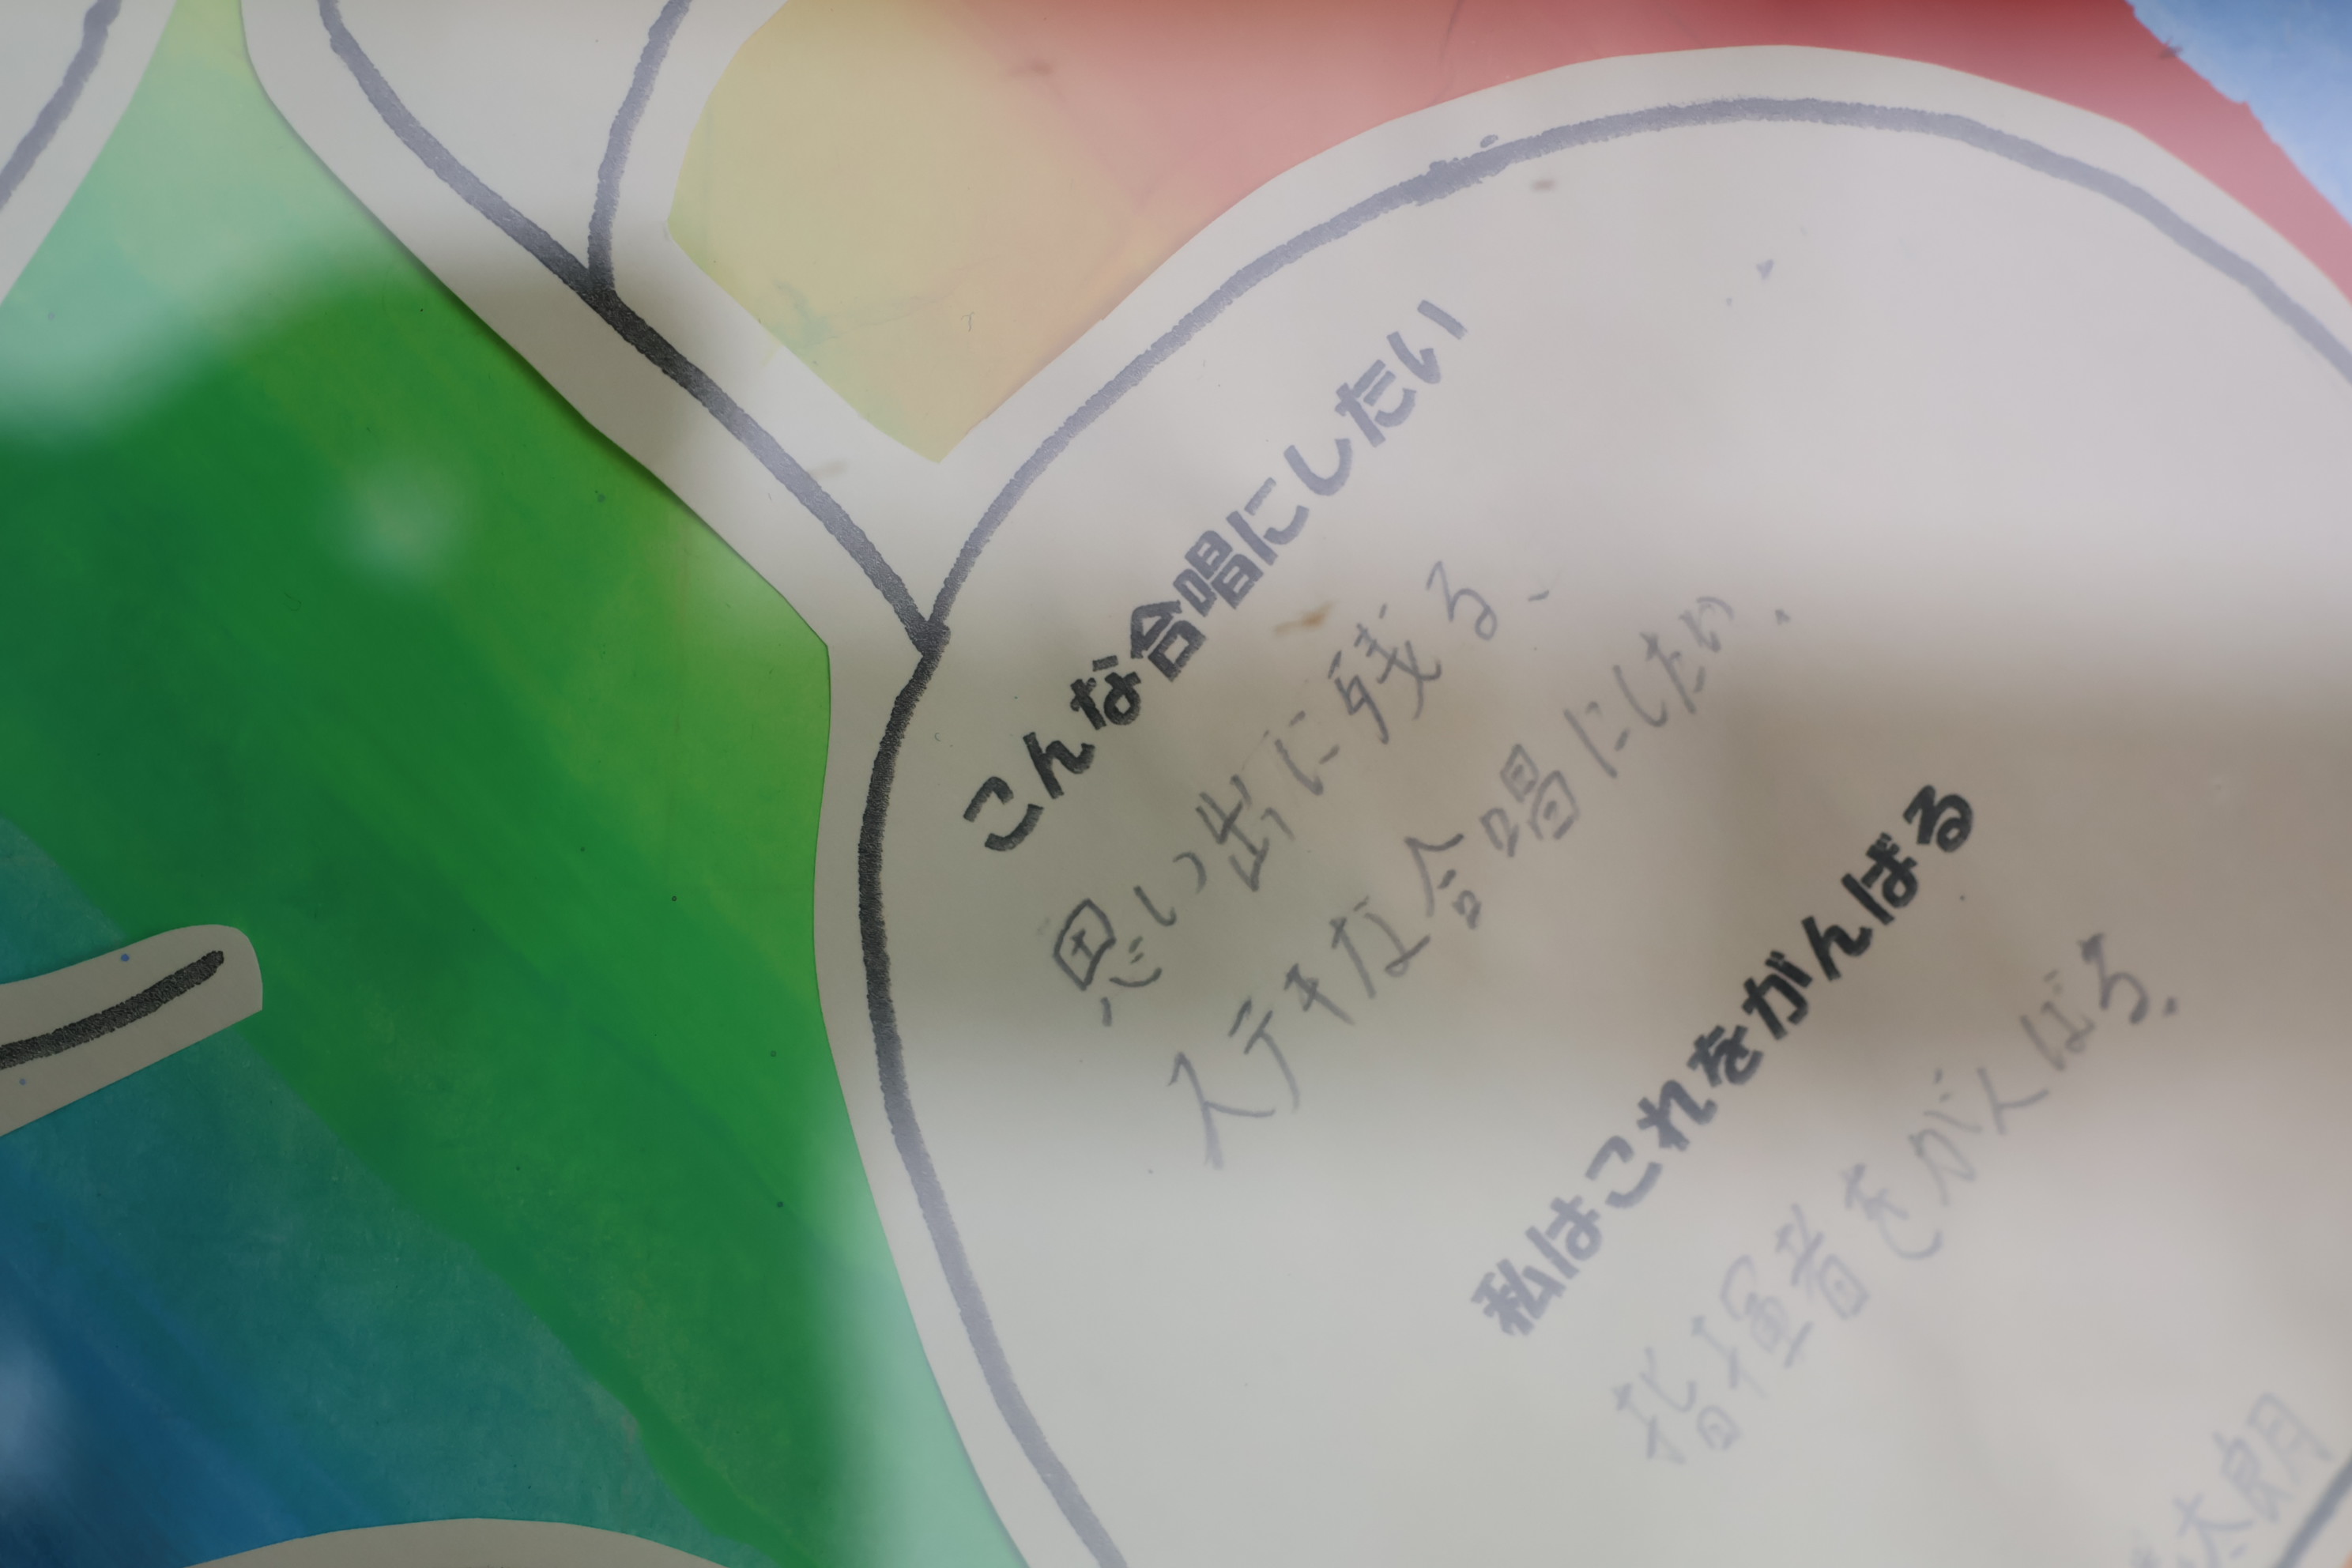 こんな合唱にしたい
思い出に残る、
ステキな合唱にしたい.
私はこれをがんばる
指揮者をがんばる.
太朗